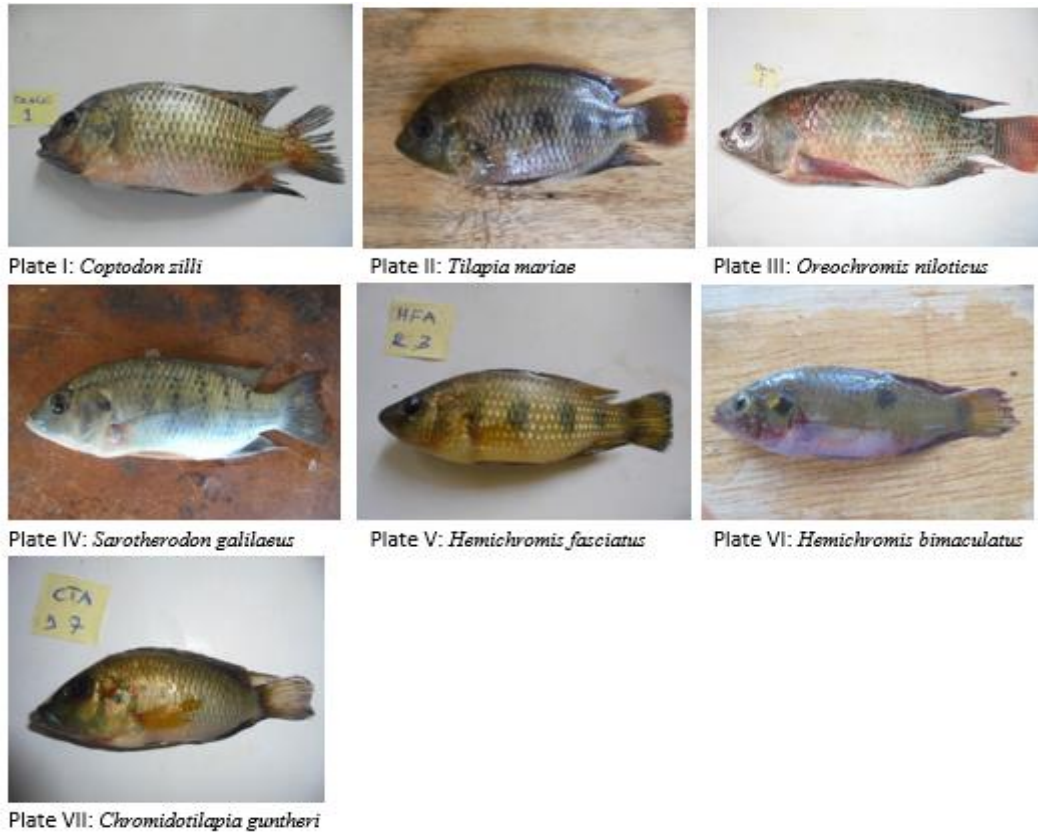 1
Plate I: Coptodon zilli
Plate II: Tilapia mariae
Plate III: Oreochromis niloticus
HFA
R 3
Plate IV: Sarotherodon galilaeus
Plate V: Hemichromis fasciatus
Plate VI: Hemichromis bimaculatus
CTA
9 7
Plate VII: Chromidotilapia guntheri